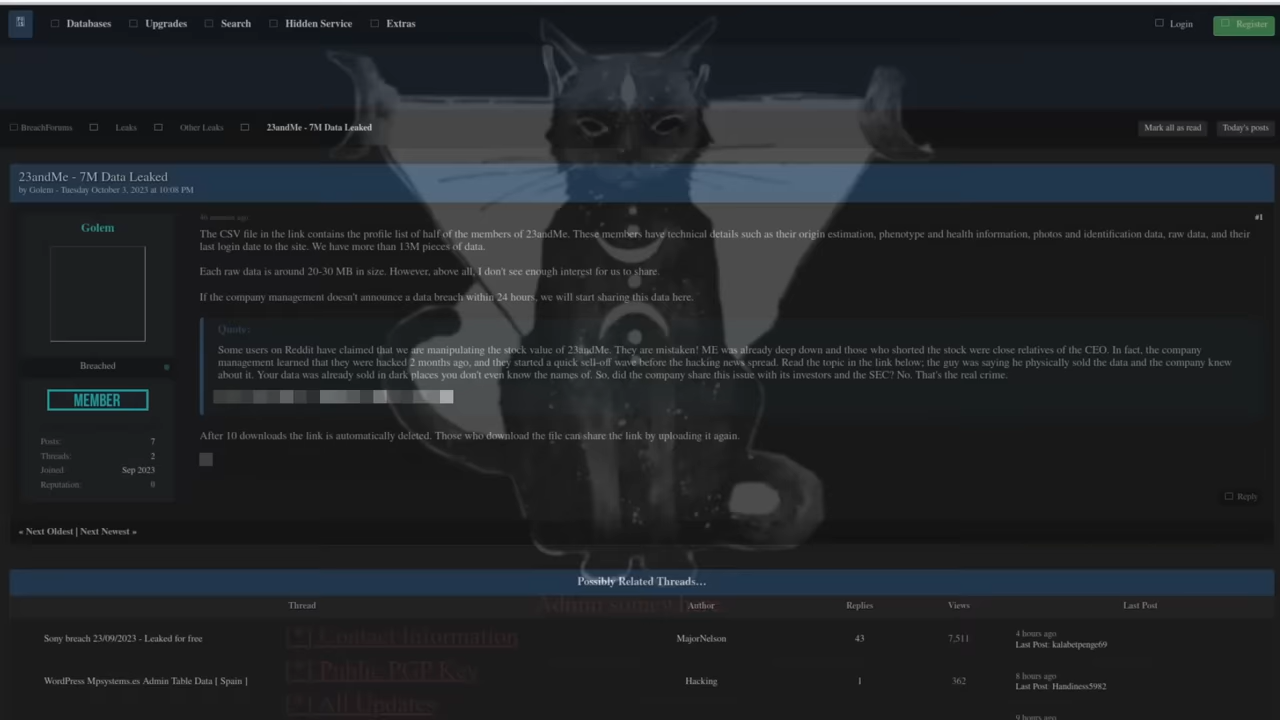 Databases Upgrades Search Hidden Service Extras Login Register
BreachForums Leaks Other Leaks 23andMe - 7M Data Leaked Mark all as read Today's posts
23andMe - 7M Data Leaked
by Golem - Tuesday October 3, 2023 at 10:08 PM
Golem
46 minutes ago #1
The CSV file in the link contains the profile list of half of the members of 23andMe. These members have technical details such as their origin estimation, phenotype and health information, photos and identification data, raw data, and their
last login date to the site. We have more than 13M pieces of data.
Each raw data is around 20-30 MB in size. However, above all, I don't see enough interest for us to share.
If the company management doesn't announce a data breach within 24 hours, we will start sharing this data here.
Quote:
Some users on Reddit have claimed that we are manipulating the stock value of 23andMe. They are mistaken! ME was already deep down and those who shorted the stock were close relatives of the CEO. In fact, the company
management learned that they were hacked 2 months ago, and they started a quick sell-off wave before the hacking news spread. Read the topic in the link below; the guy was saying he physically sold the data and the company knew
about it. Your data was already sold in dark places you don't even know the names of. So, did the company share this issue with its investors and the SEC? No. That's the real crime.
After 10 downloads the link is automatically deleted. Those who download the file can share the link by uploading it again.
Breached
MEMBER
Posts: 7
Threads: 2
Joined: Sep 2023
Reputation: 0
Reply
« Next Oldest | Next Newest »
Possibly Related Threads…
Thread Author Replies Views Last Post
Sony breach 23/09/2023 - Leaked for free MajorNelson 43 7,511 4 hours ago
Last Post: kalabetpenge69
[*] Contact Information
[*] Public PGP Key
WordPress Mpsystems.es Admin Table Data [ Spain ] Hacking 1 362 8 hours ago
Last Post: Handiness5982
[*] All Updates
9 hours ago